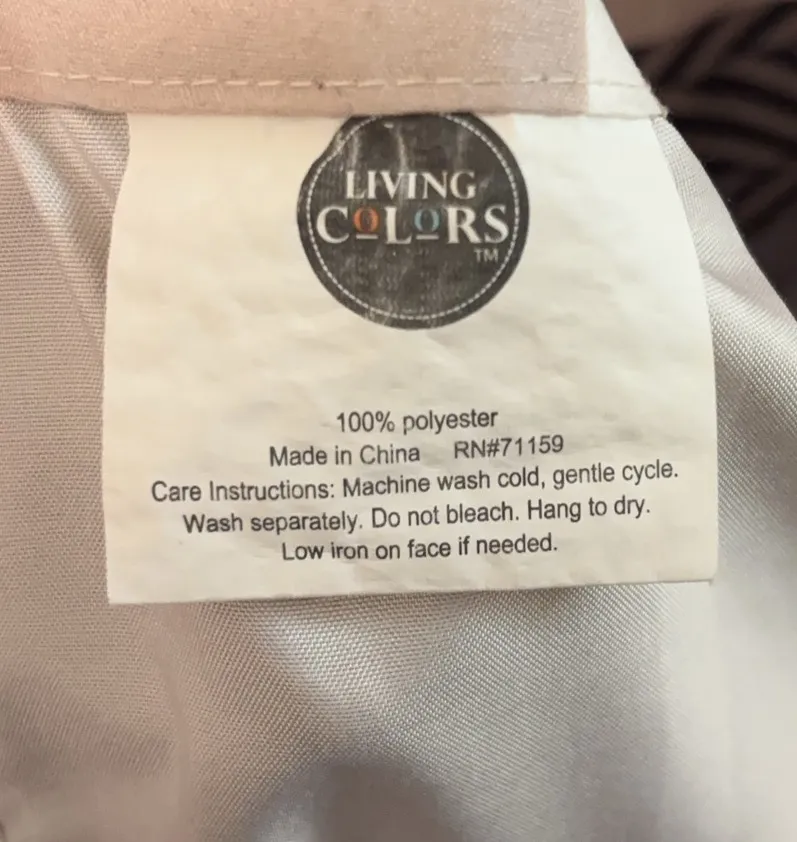 LIVING
COLORS
TM
100% polyester
Made in China RN#71159
Care Instructions: Machine wash cold, gentle cycle.
Wash separately. Do not bleach. Hang to dry.
Low iron on face if needed.